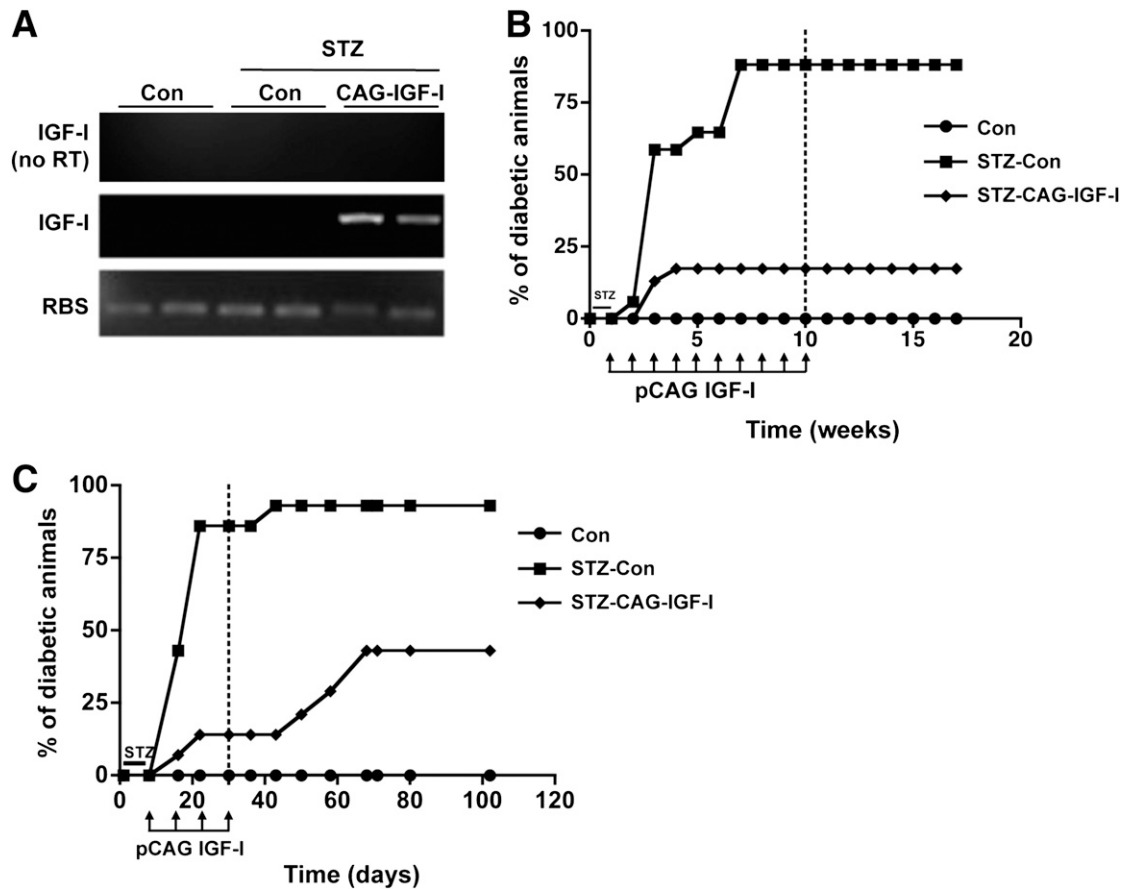 A
STZ
Con Con CAG-IGF-I
IGF-I
(no RT)
IGF-I
RBS
B
% of diabetic animals
100
75
50
25
0
STZ
0 5 10 15 20
pCAG IGF-I
Time (weeks)
Con
STZ-Con
STZ-CAG-IGF-I
C
% of diabetic animals
100
75
50
25
0
STZ
0 20 40 60 80 100 120
pCAG IGF-I
Time (days)
Con
STZ-Con
STZ-CAG-IGF-I